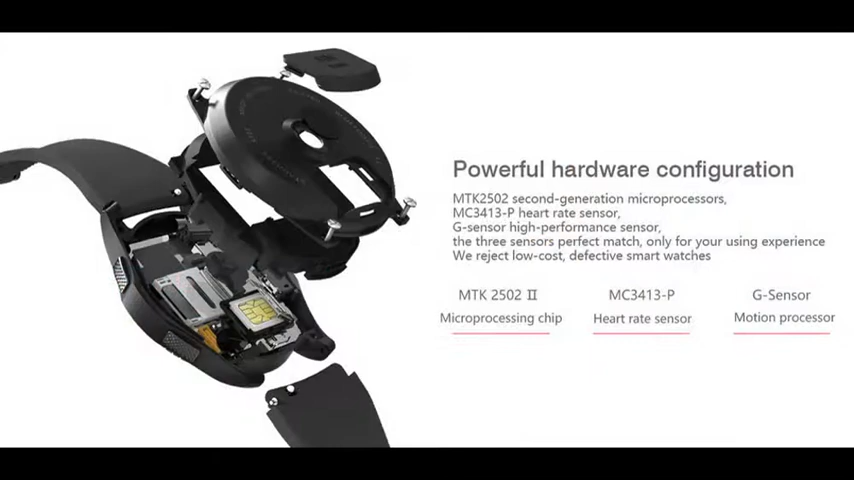 Powerful hardware configuration
MTK2502 second-generation microprocessors,
MC3413-P heart rate sensor,
G-sensor high-performance sensor,
the three sensors perfect match, only for your using experience
We reject low-cost, defective smart watches
MTK 2502 II MC3413-P G-Sensor
Microprocessing chip Heart rate sensor Motion processor